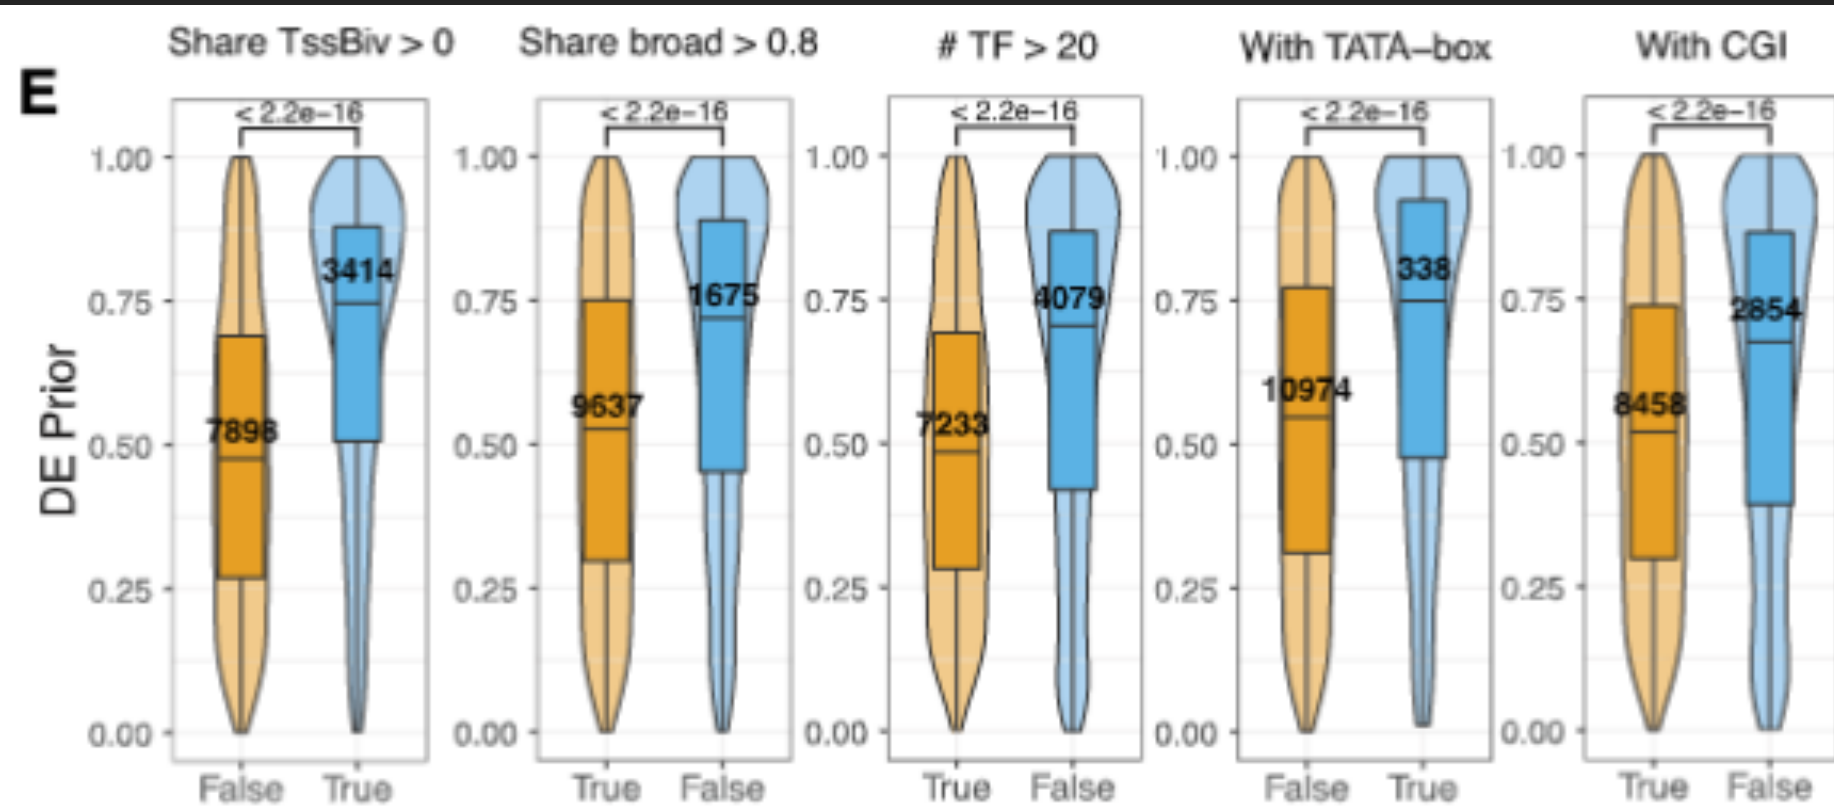 E
Share TssBiv > 0
Share broad > 0.8
# TF > 20
With TATA-box
With CGI
DE Prior
< 2.2e-16
1.00
0.75
0.50
0.25
0.00
7898
3414
False True
< 2.2e-16
1.00
0.75
0.50
0.25
0.00
9637
1675
True False
< 2.2e-16
1.00
0.75
0.50
0.25
0.00
7233
4079
True False
< 2.2e-16
1.00
0.75
0.50
0.25
0.00
10974
338
False True
< 2.2e-16
1.00
0.75
0.50
0.25
0.00
8458
2854
True False